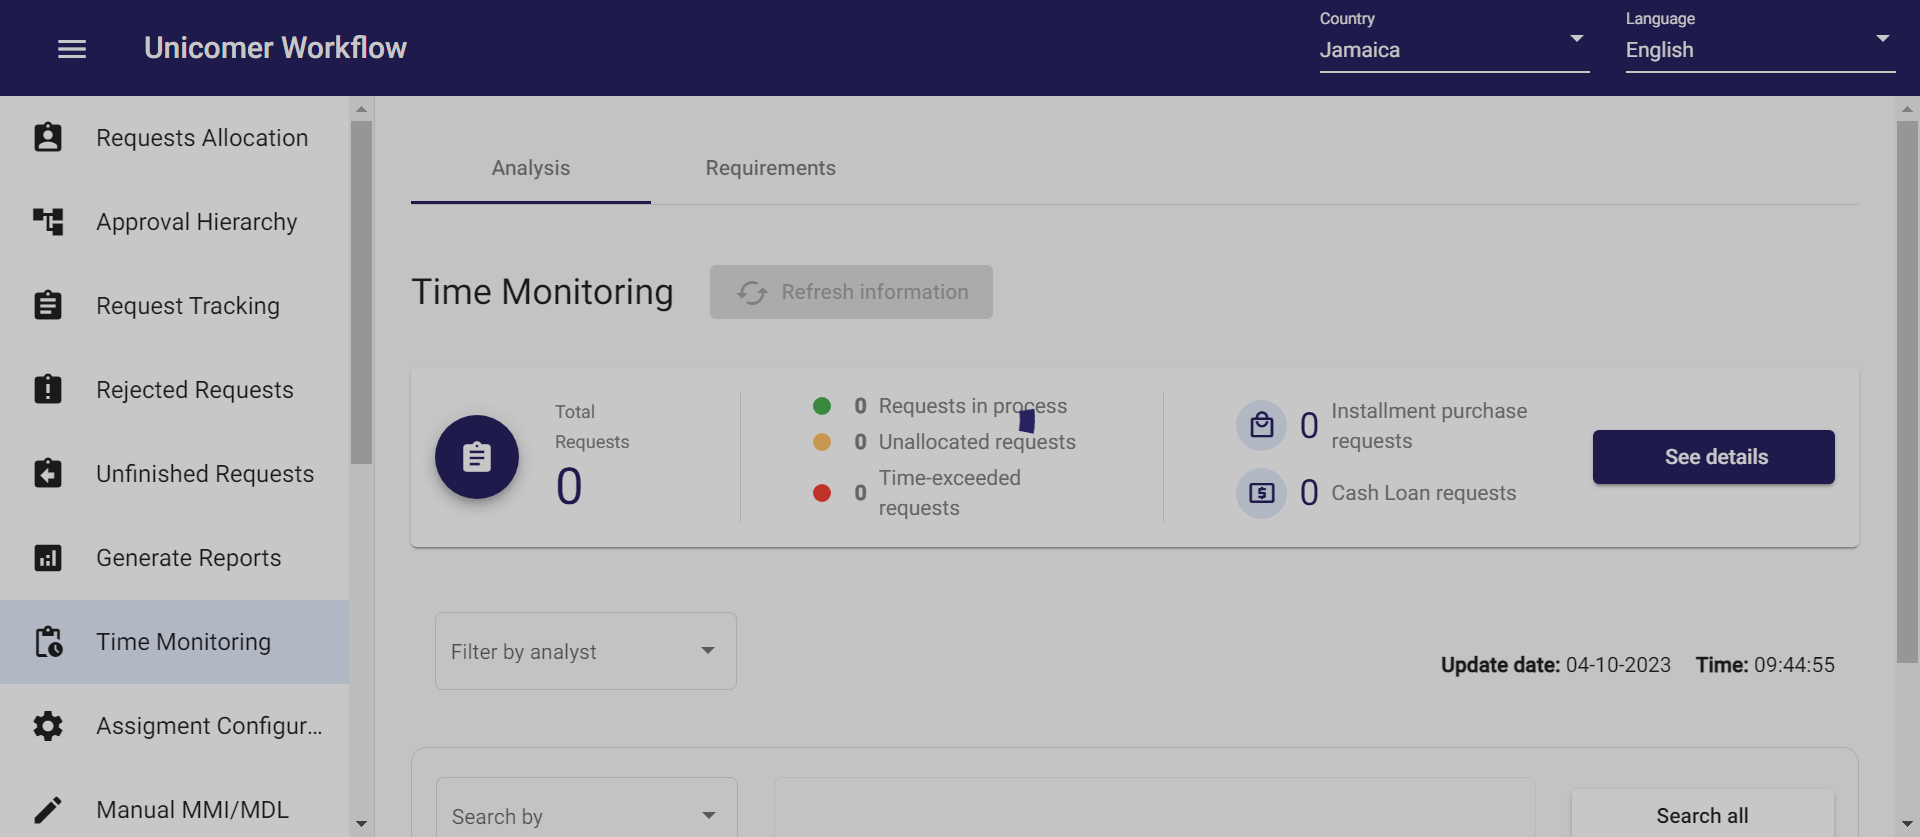 Unicomer Workflow
Country
Jamaica
Language
English
Requests Allocation
Approval Hierarchy
Request Tracking
Rejected Requests
Unfinished Requests
Generate Reports
Time Monitoring
Assigment Configur...
Manual MMI/MDL
Analysis
Requirements
Time Monitoring
Refresh information
Total
Requests
0
0 Requests in process
0 Unallocated requests
0 Time-exceeded
requests
0 Installment purchase
requests
0 Cash Loan requests
See details
Filter by analyst
Update date: 04-10-2023 Time: 09:44:55
Search by
Search all